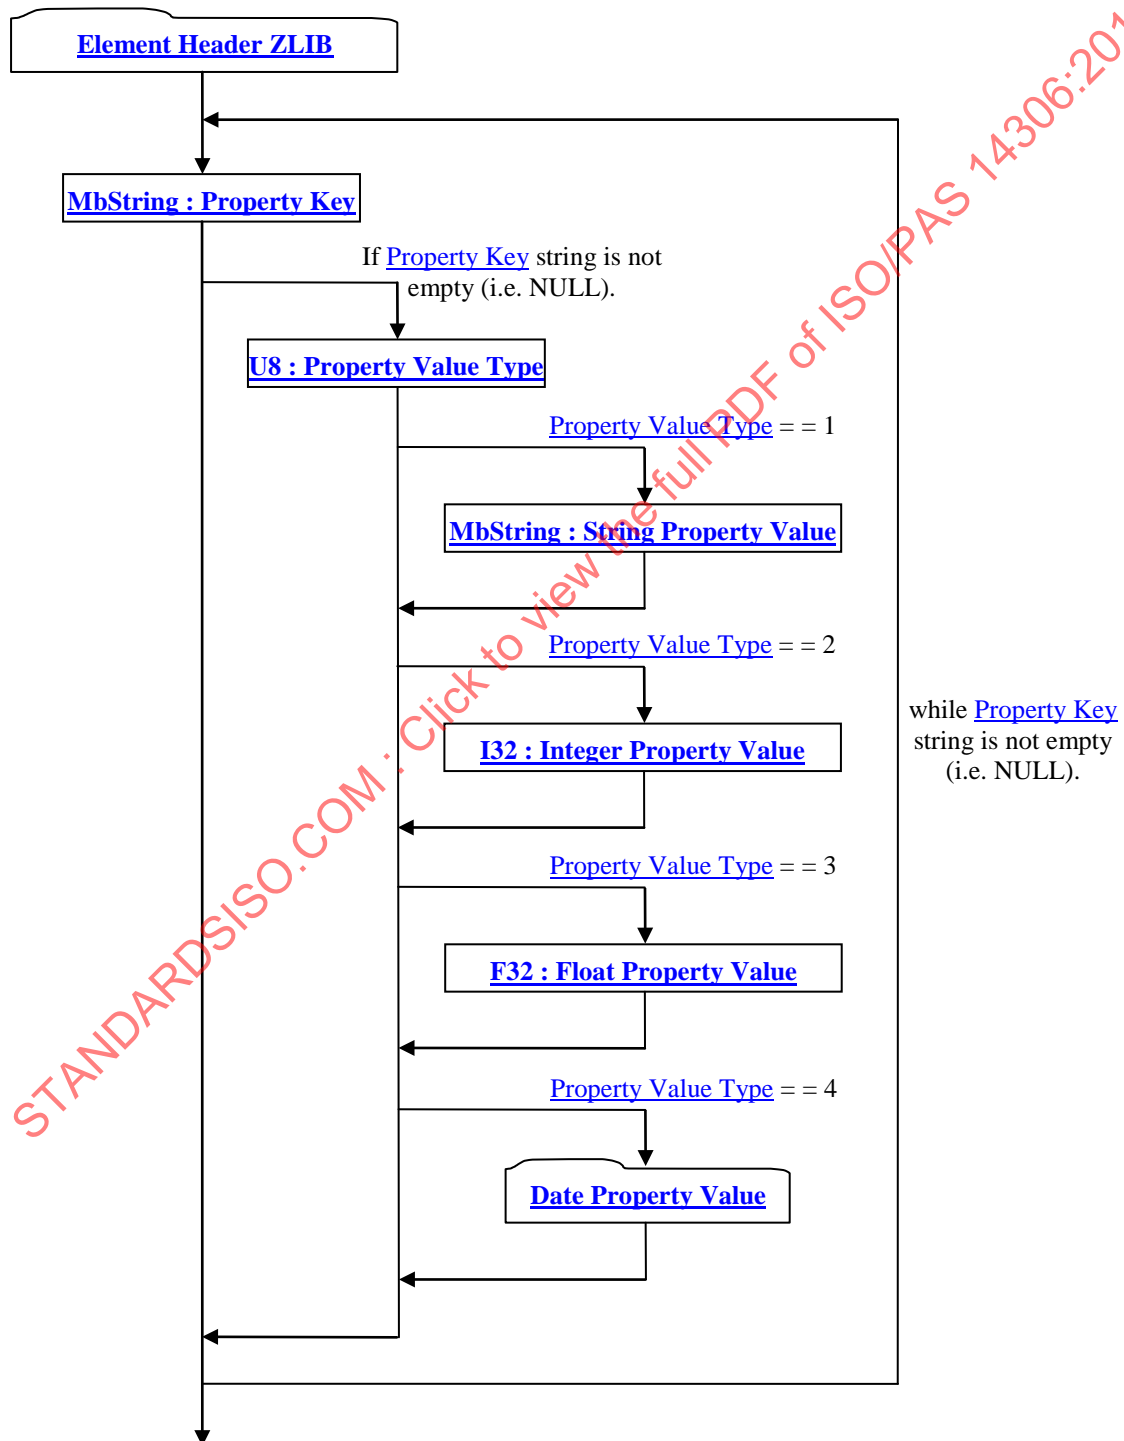 Element Header ZLIB
MbString : Property Key
If Property Key string is not
empty (i.e. NULL).
U8 : Property Value Type
Property Value Type = = 1
MbString : String Property Value
Property Value Type = = 2
I32 : Integer Property Value
while Property Key
string is not empty
(i.e. NULL).
Property Value Type = = 3
F32 : Float Property Value
Property Value Type = = 4
Date Property Value
STANDARDSISO.COM : Click to view the full PDF of ISO/PAS 14306:201